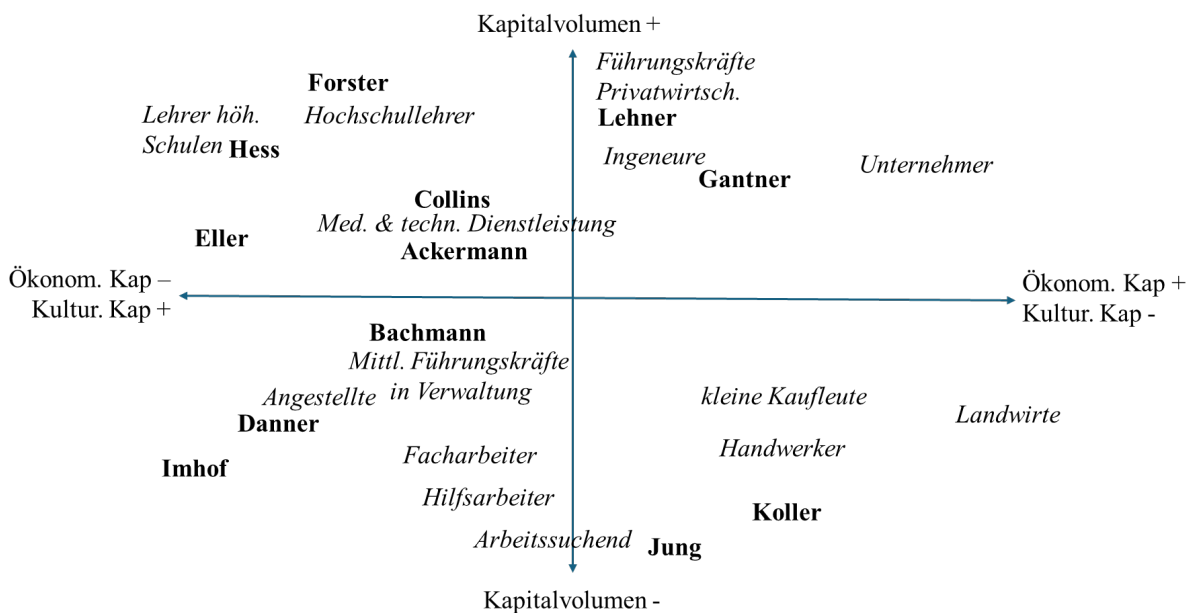 Kapitalvolumen +
Führungskräfte
Privatwirtsch.
Forster
Lehrer höh.
Schulen Hess
Hochschullehrer
Lehner
Ingeneure
Gantner
Unternehmer
Collins
Med. & techn. Dienstleistung
Eller
Ackermann
Ökonom. Kap –
Kultur. Kap +
Ökonom. Kap +
Kultur. Kap -
Bachmann
Mittl. Führungskräfte
in Verwaltung
Angestellte
Danner
kleine Kaufleute
Landwirte
Imhof
Facharbeiter
Handwerker
Hilfsarbeiter
Koller
Arbeitssuchend
Jung
Kapitalvolumen -